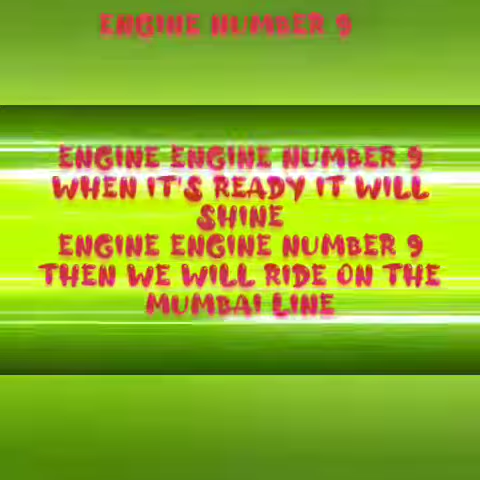 ENGINE NUMBER 9
ENGINE ENGINE NUMBER 9
WHEN IT'S READY IT WILL
SHINE
ENGINE ENGINE NUMBER 9
THEN WE WILL RIDE ON THE
MUMBAI LINE